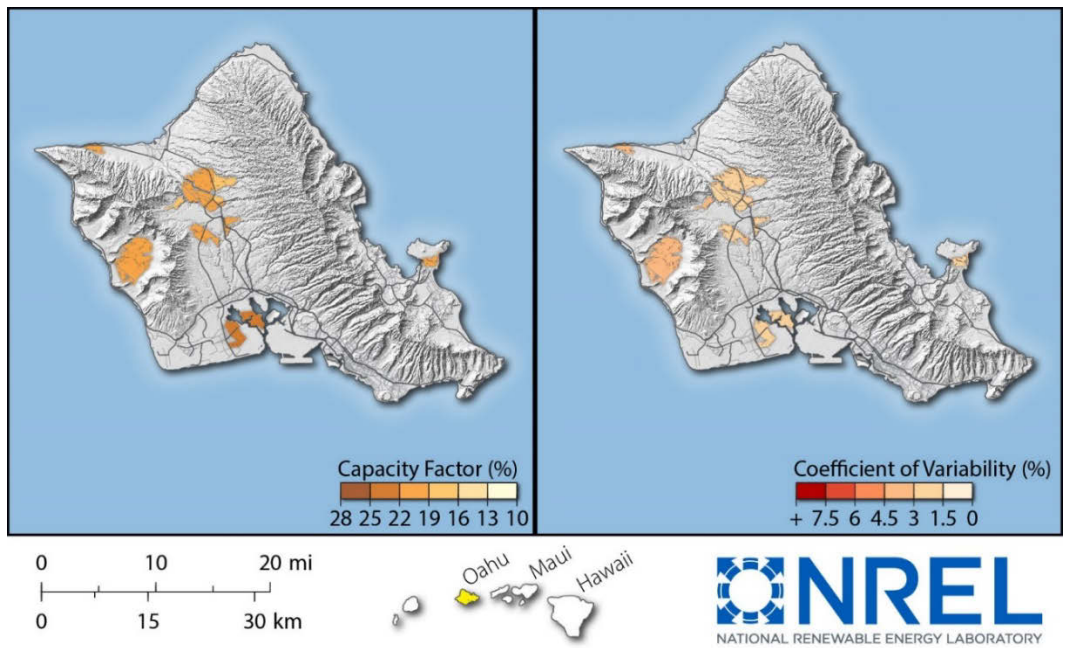 Capacity Factor (%)
28 25 22 19 16 13 10
Coefficient of Variability (%)
+ 7.5 6 4.5 3 1.5 0
0 10 20 mi
0 15 30 km
Oahu
Maui
Hawaii
NREL
NATIONAL RENEWABLE ENERGY LABORATORY